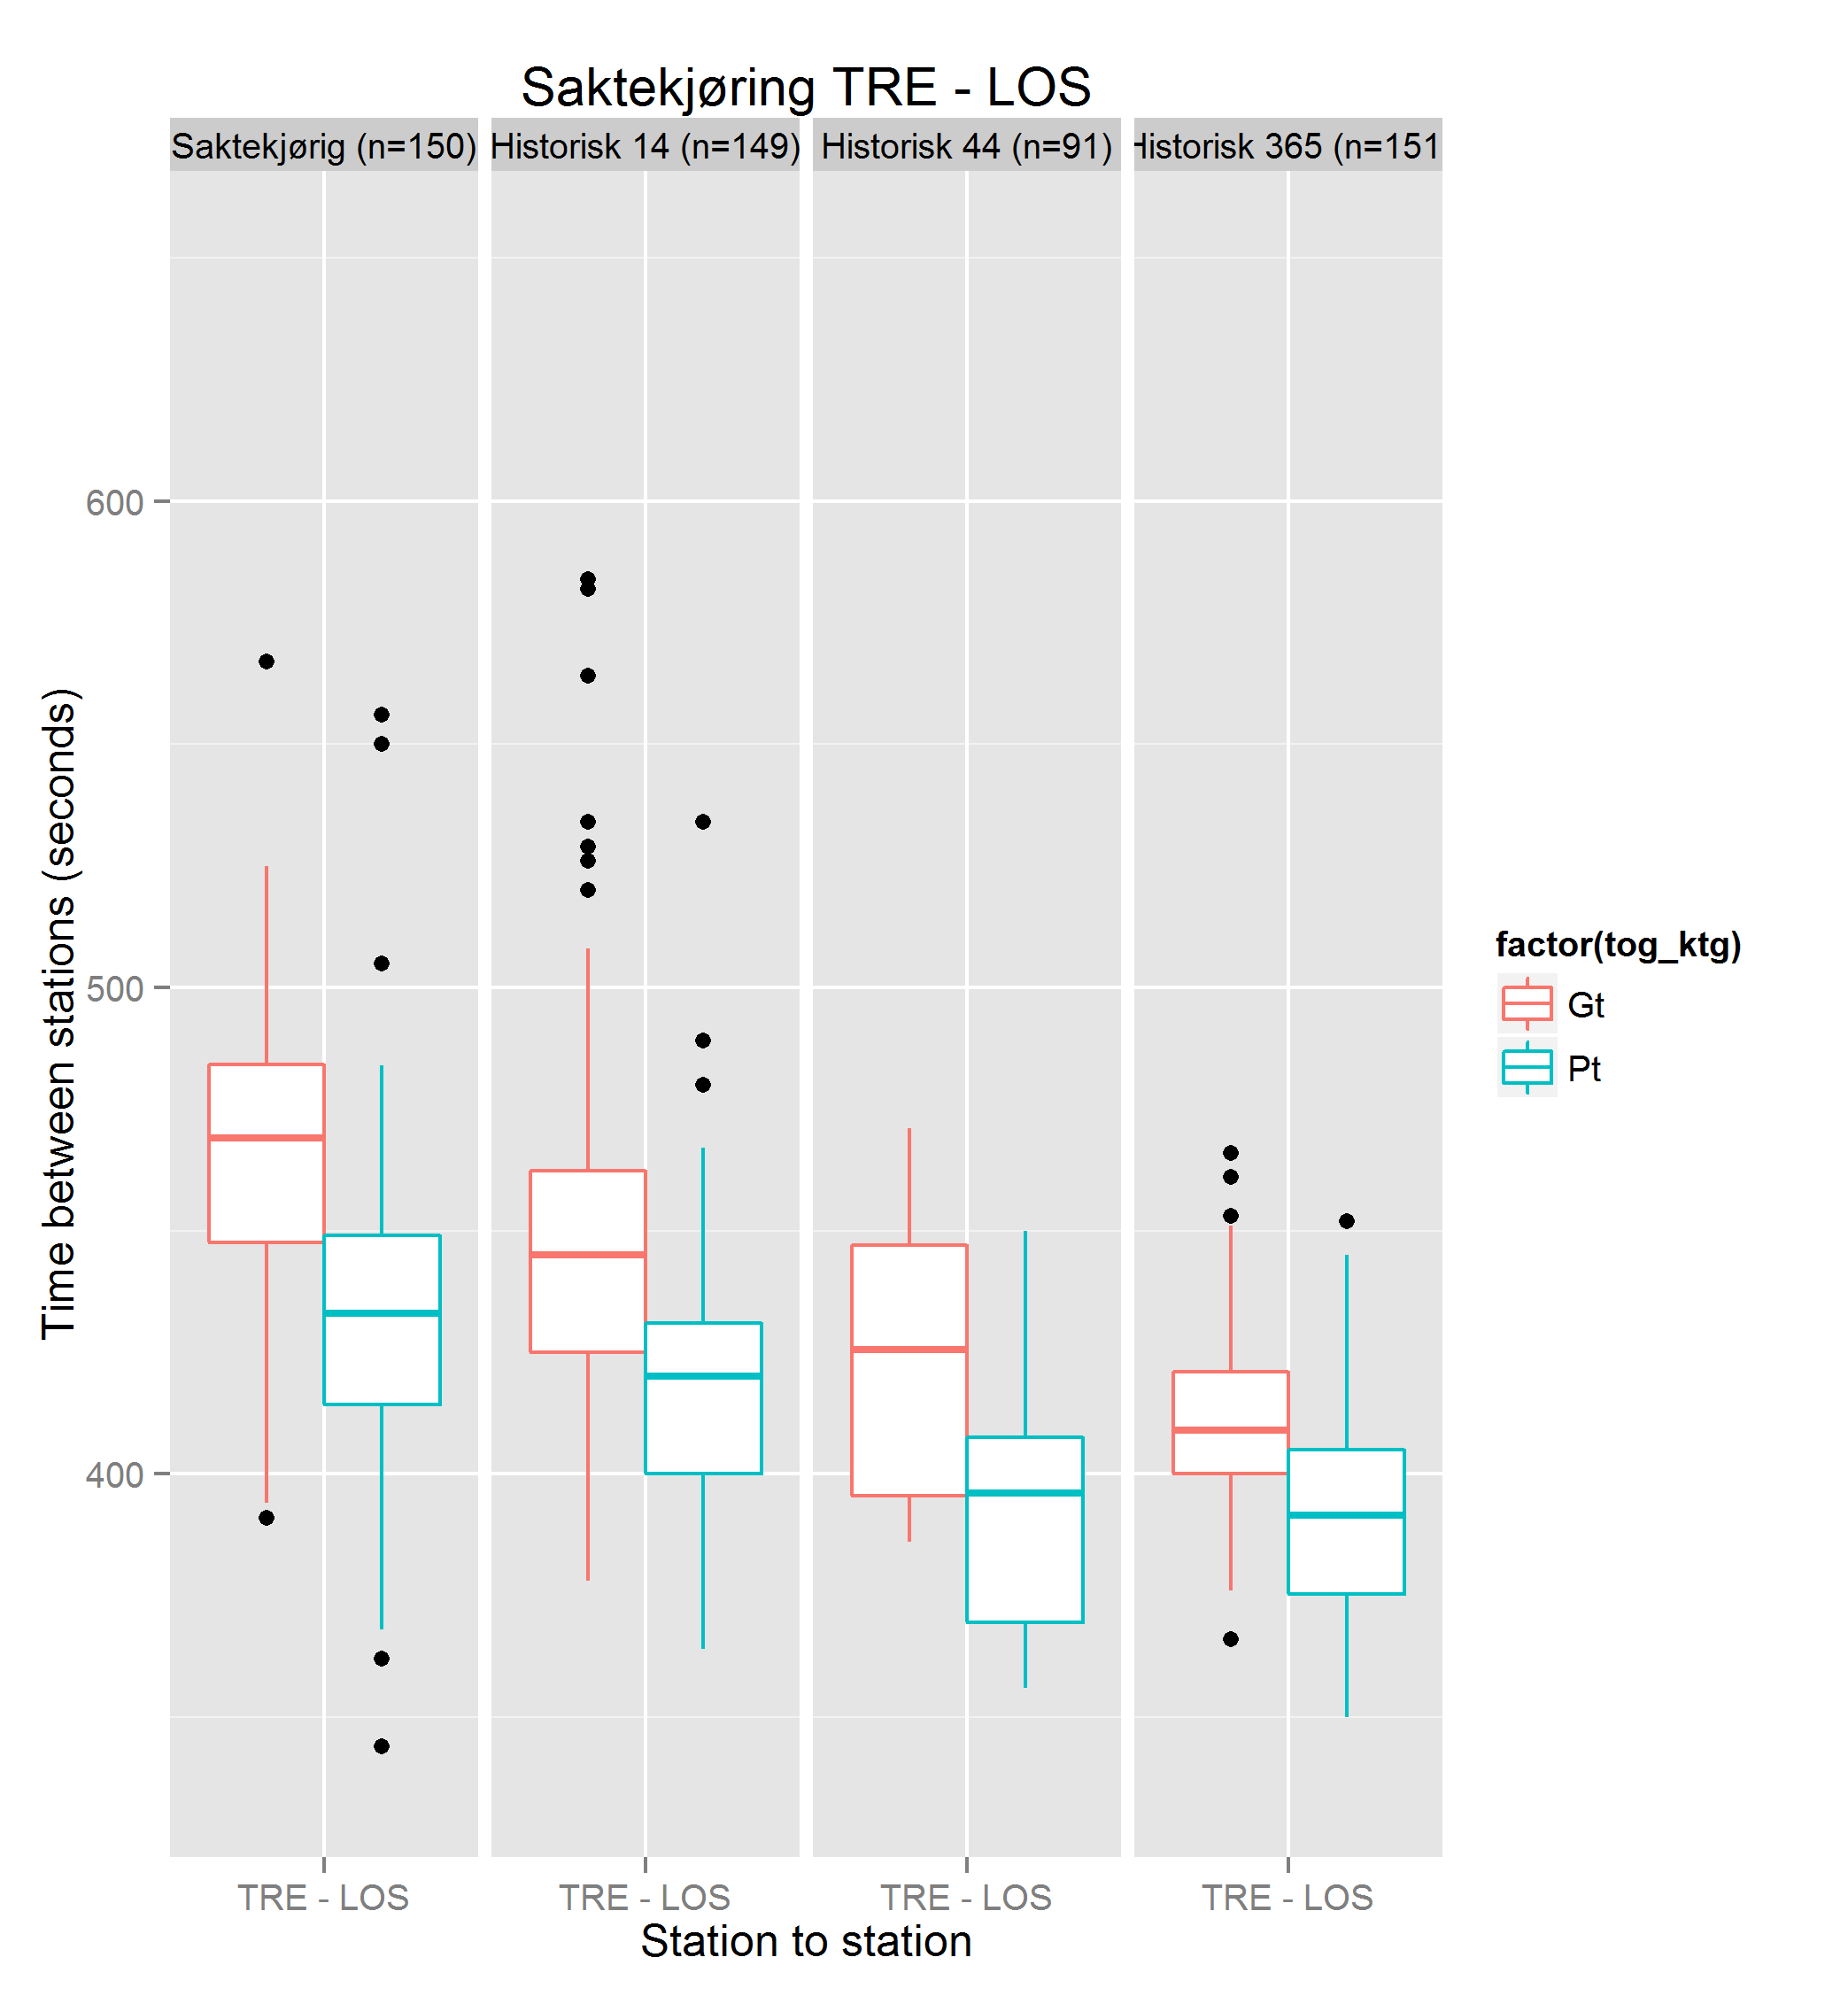 Saktekjøring TRE - LOS
Saktekjørig (n=150) Historisk 14 (n=149) Historisk 44 (n=91) Historisk 365 (n=151
600
500
400
Time between stations (seconds)
TRE - LOS TRE - LOS TRE - LOS TRE - LOS
Station to station
factor(tog_ktg)
Gt
Pt